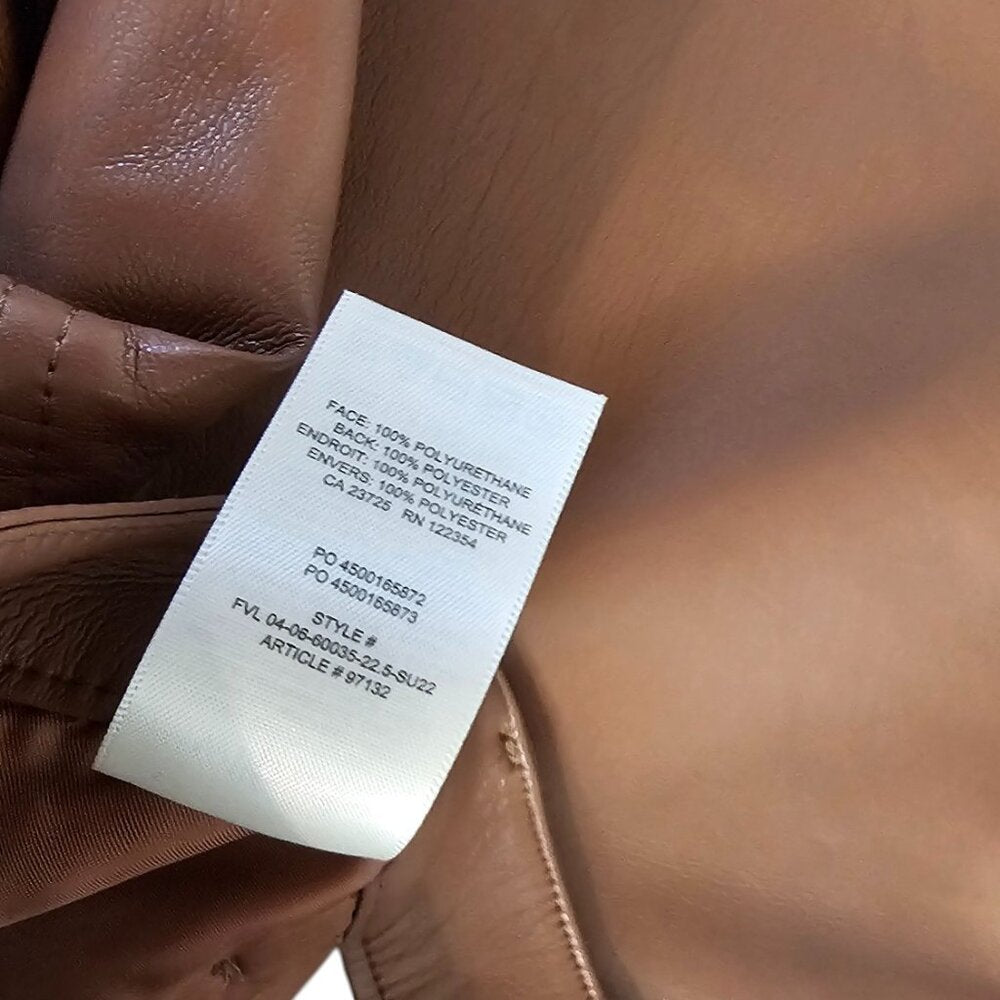 FACE: 100% POLYURETHANE
BACK: 100% POLYESTER
ENDROIT: 100% POLYURÉTHANE
ENVERS: 100% POLYESTER
CA 23725 RN 122354
PO 4500165872
PO 4500165873
STYLE #
FVL 04-06-60035-22.5-SU22
ARTICLE # 97132